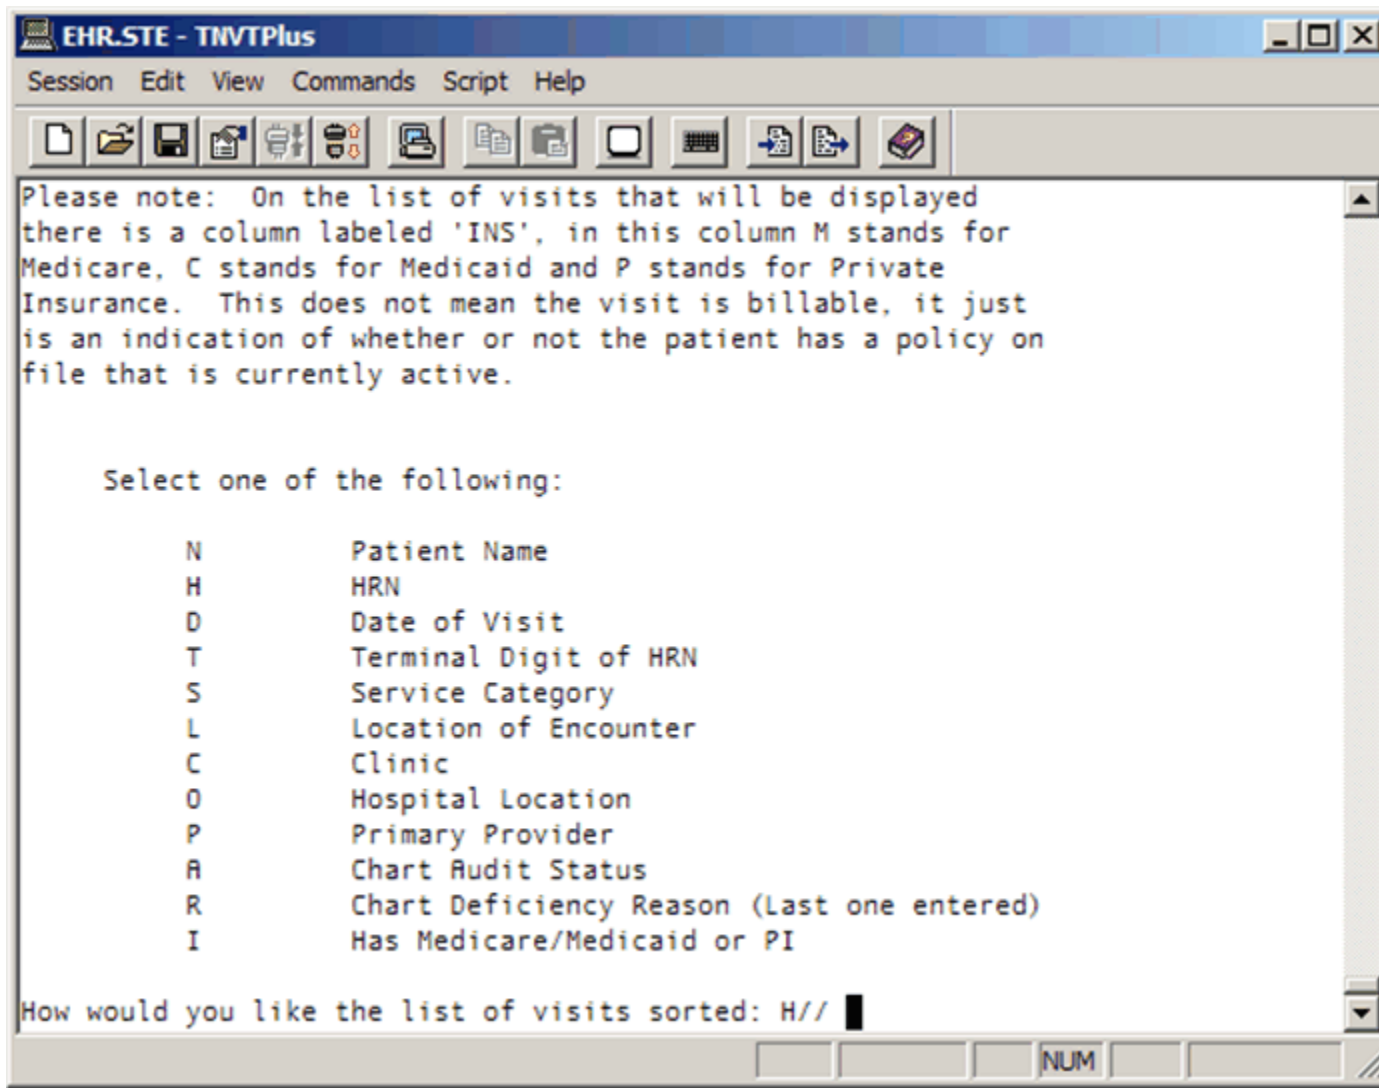 EHR.STE - TNVTPlus
Session Edit View Commands Script Help
Please note:  On the list of visits that will be displayed
there is a column labeled 'INS', in this column M stands for
Medicare, C stands for Medicaid and P stands for Private
Insurance.  This does not mean the visit is billable, it just
is an indication of whether or not the patient has a policy on
file that is currently active.
Select one of the following:
N Patient Name
H HRN
D Date of Visit
T Terminal Digit of HRN
S Service Category
L Location of Encounter
C Clinic
O Hospital Location
P Primary Provider
A Chart Audit Status
R Chart Deficiency Reason (Last one entered)
I Has Medicare/Medicaid or PI
How would you like the list of visits sorted: H//
NUM